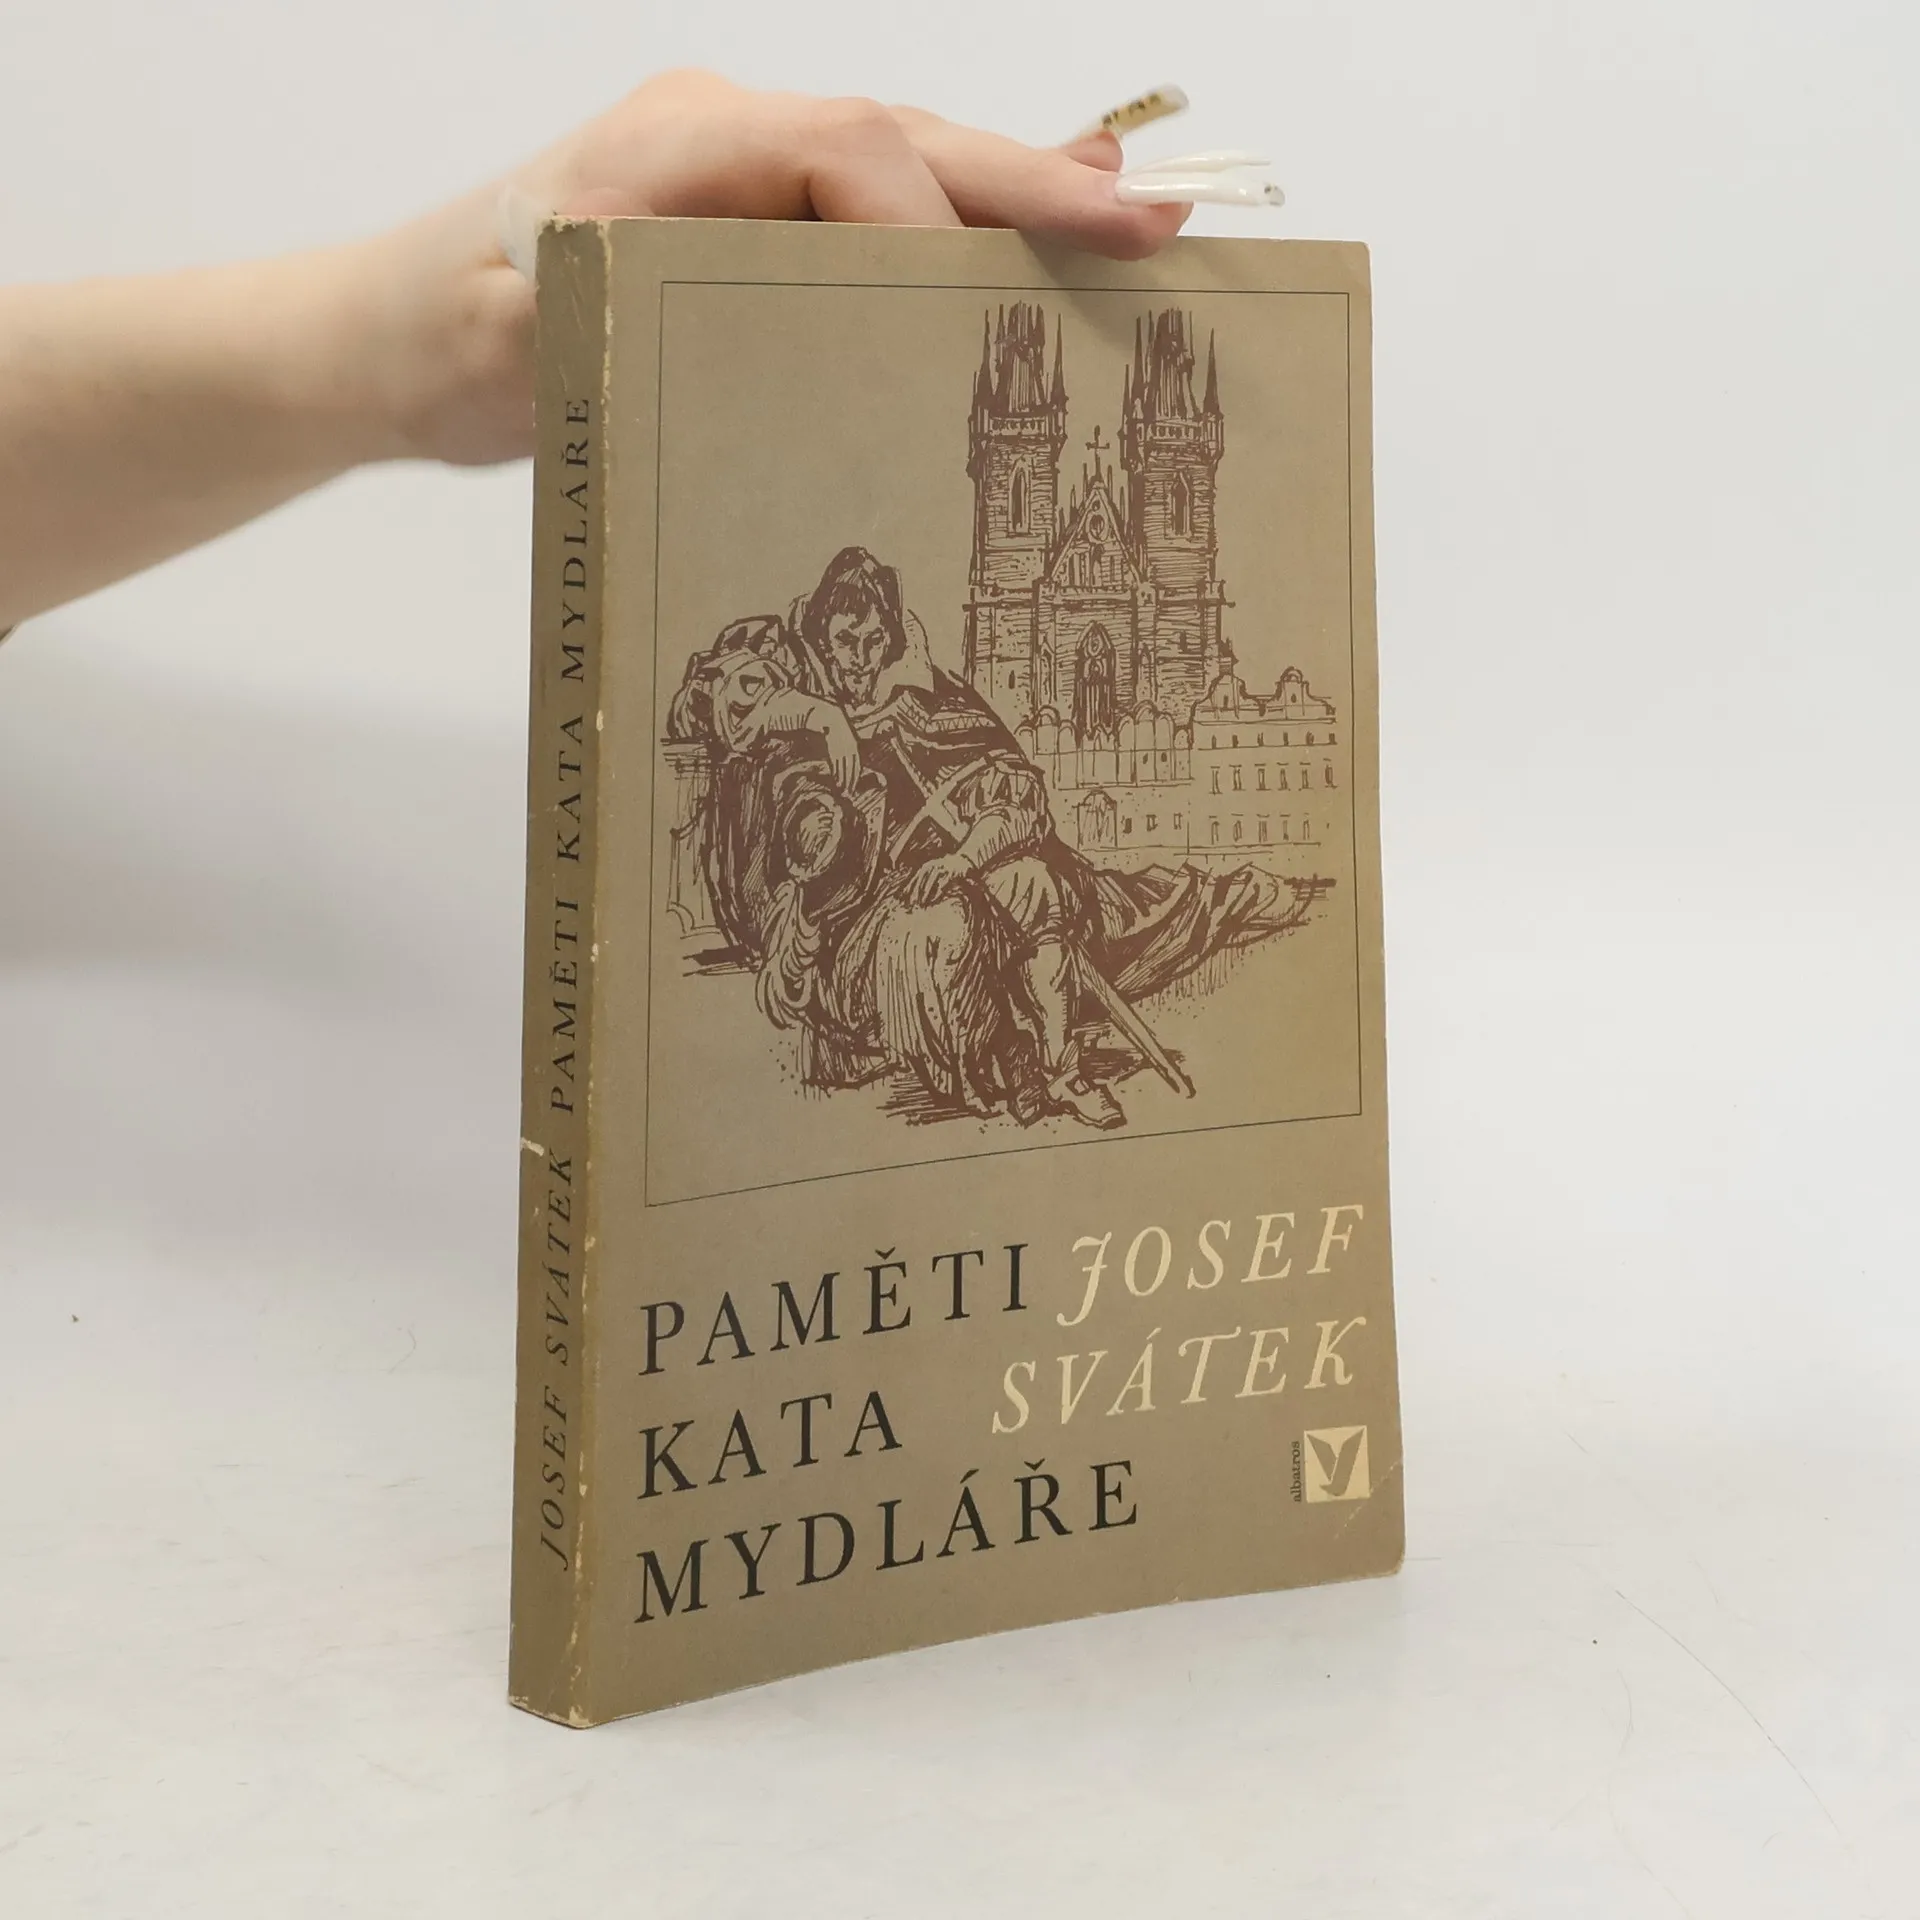 JOSEF SVÁTEK PAMĚTI KATA MYDLÁŘE
PAMĚTI
KATA
MYDLÁŘE
JOSEF
SVÁTEK
albatros